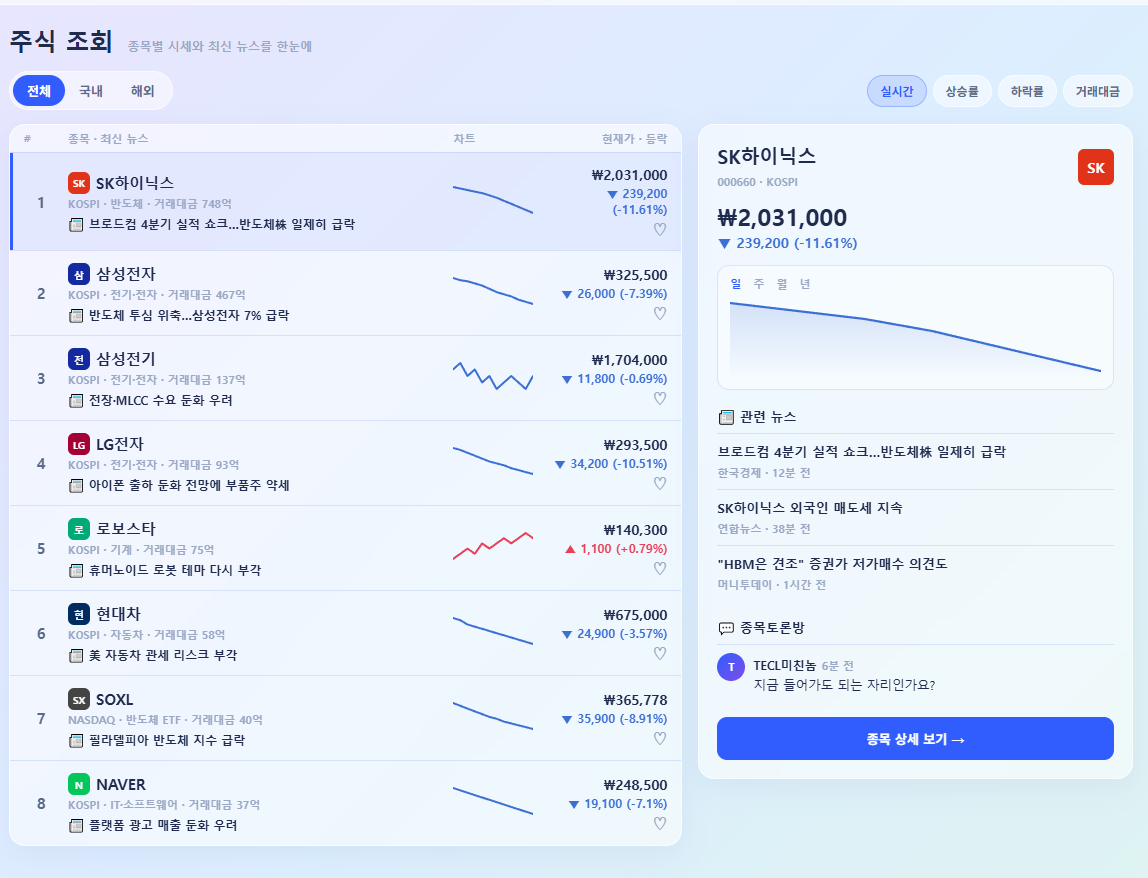 주식 조회 종목별 시세와 최신 뉴스를 한눈에
전체 국내 해외
실시간 상승률 하락률 거래대금
# 종목 · 최신 뉴스 차트 현재가 · 등락
1
SK SK하이닉스
KOSPI · 반도체 · 거래대금 748억
브로드컴 4분기 실적 쇼크…반도체株 일제히 급락
₩2,031,000
▼ 239,200
(-11.61%)
♡
2
삼 삼성전자
KOSPI · 전기·전자 · 거래대금 467억
반도체 투심 위축…삼성전자 7% 급락
₩325,500
▼ 26,000 (-7.39%)
♡
3
전 삼성전기
KOSPI · 전기·전자 · 거래대금 137억
전장·MLCC 수요 둔화 우려
₩1,704,000
▼ 11,800 (-0.69%)
♡
4
LG LG전자
KOSPI · 전기·전자 · 거래대금 93억
아이폰 출하 둔화 전망에 부품주 약세
₩293,500
▼ 34,200 (-10.51%)
♡
5
로 로보스타
KOSPI · 기계 · 거래대금 75억
휴머노이드 로봇 테마 다시 부각
₩140,300
▲ 1,100 (+0.79%)
♡
6
현 현대차
KOSPI · 자동차 · 거래대금 58억
美 자동차 관세 리스크 부각
₩675,000
▼ 24,900 (-3.57%)
♡
7
SX SOXL
NASDAQ · 반도체 ETF · 거래대금 40억
필라델피아 반도체 지수 급락
₩365,778
▼ 35,900 (-8.91%)
♡
8
N NAVER
KOSPI · IT·소프트웨어 · 거래대금 37억
플랫폼 광고 매출 둔화 우려
₩248,500
▼ 19,100 (-7.1%)
♡
SK하이닉스
000660 · KOSPI
SK
₩2,031,000
▼ 239,200 (-11.61%)
일 주 월 년
관련 뉴스
브로드컴 4분기 실적 쇼크…반도체株 일제히 급락
한국경제 · 12분 전
SK하이닉스 외국인 매도세 지속
연합뉴스 · 38분 전
"HBM은 견조" 증권가 저가매수 의견도
머니투데이 · 1시간 전
종목토론방
T TECL미친놈 6분 전
지금 들어가도 되는 자리인가요?
종목 상세 보기 →